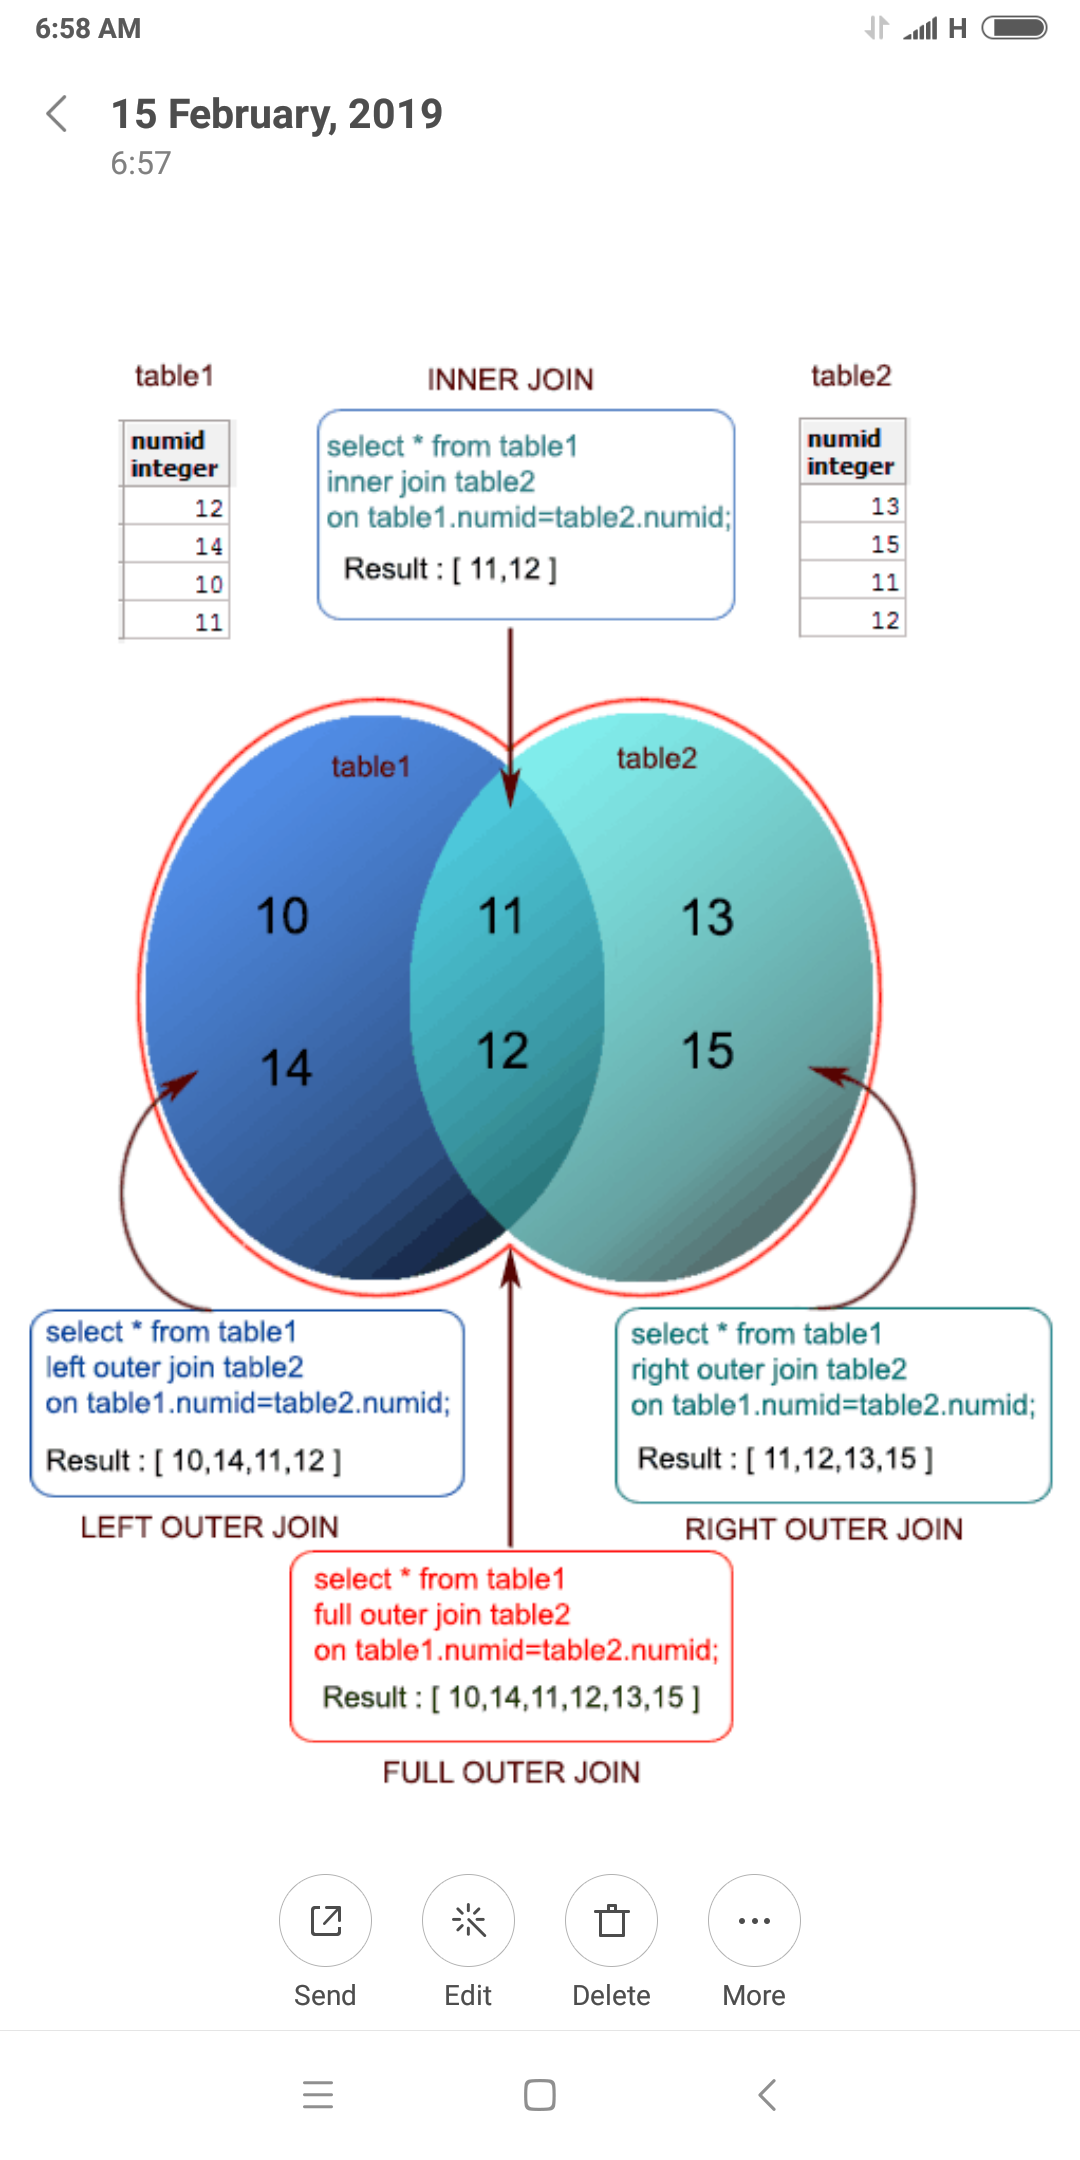 6:58 AM
H
15 February, 2019
6:57
table1
INNER JOIN
table2
numid
integer
12
14
10
11
select * from table1
inner join table2
on table1.numid=table2.numid;
Result : [ 11,12 ]
numid
integer
13
15
11
12
table1
table2
10
11
13
14
12
15
select * from table1
left outer join table2
on table1.numid=table2.numid;
Result : [ 10,14,11,12 ]
LEFT OUTER JOIN
select * from table1
right outer join table2
on table1.numid=table2.numid;
Result : [ 11,12,13,15 ]
RIGHT OUTER JOIN
select * from table1
full outer join table2
on table1.numid=table2.numid;
Result : [ 10,14,11,12,13,15 ]
FULL OUTER JOIN
Send
Edit
Delete
More